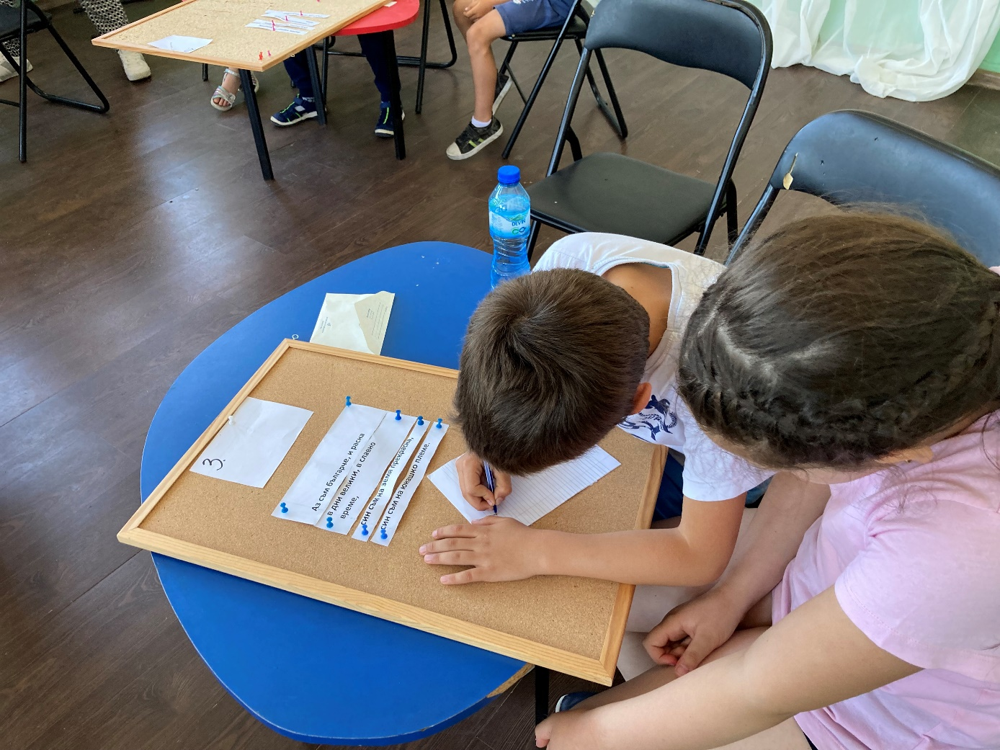 3.
Аз съм българче, и расна
в дни велики, в славно
време,
син съм на земя прекрасна,
син съм на юнашко племе.
DEVIN